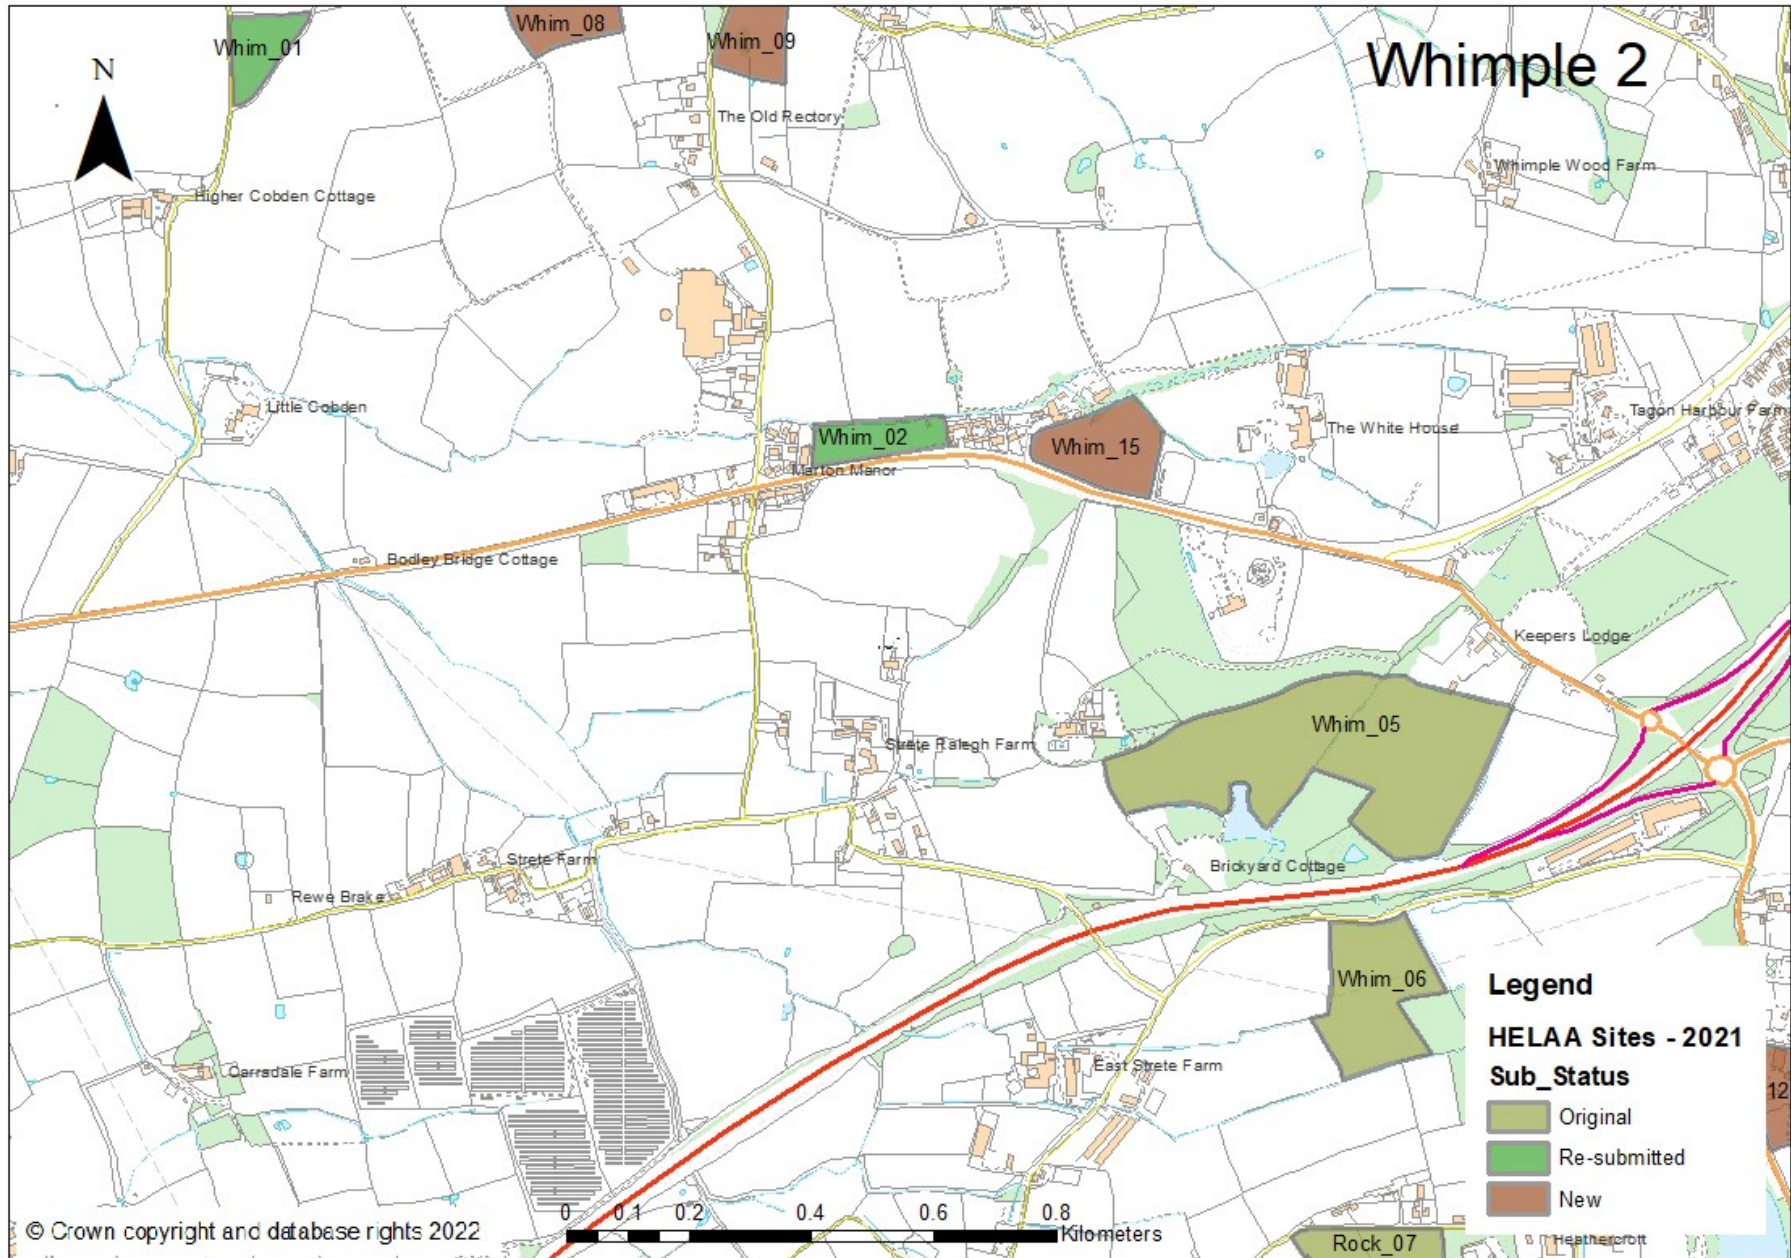 Whimple 2
Whim_01
Whim_08
Whim_09
N
The Old Rectory
Whimple Wood Farm
Higher Cobden Cottage
Little Cobden
Tagon Harbour Farm
The White House
Whim_02
Whim_15
Marton Manor
Bodley Bridge Cottage
Keepers Lodge
Whim_05
Strete Ralegh Farm
Strete Farm
Brickyard Cottage
Rewe Brake
Whim_06
Carradale Farm
East Strete Farm
Legend
HELAA Sites - 2021
Sub_Status
Original
Re-submitted
New
12
0 0.1 0.2 0.4 0.6 0.8
Kilometers
© Crown copyright and database rights 2022
Rock_07
Heathercroft